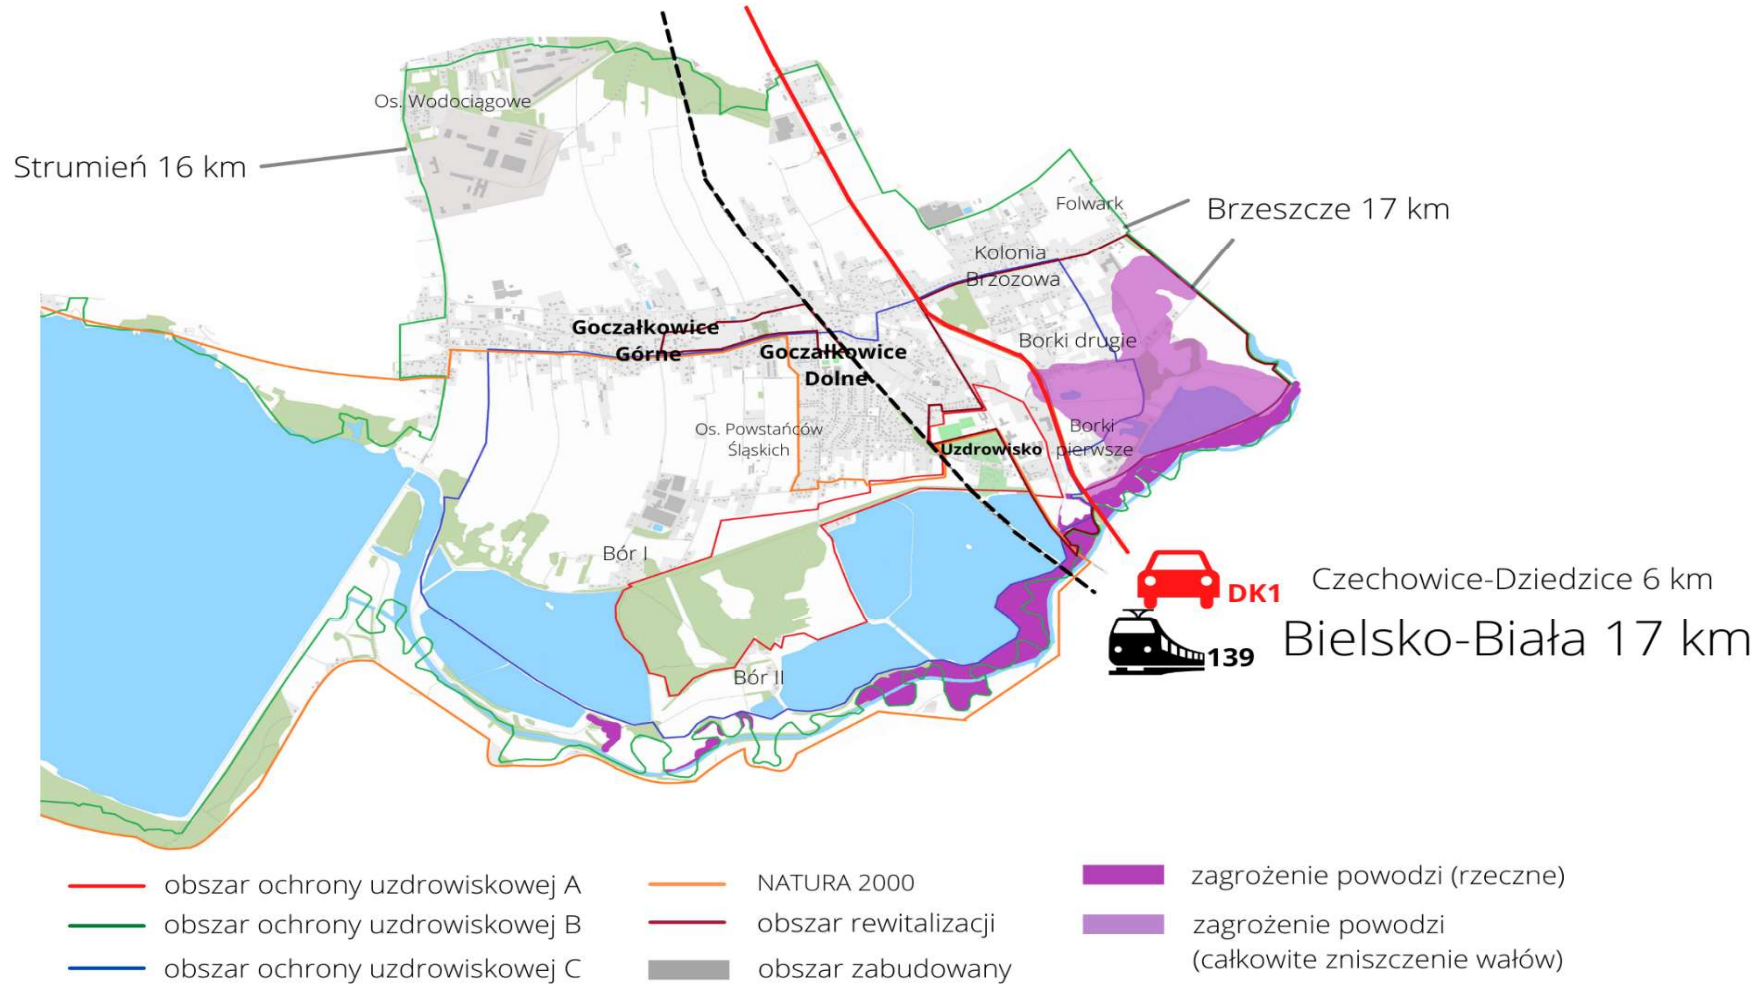 Os. Wodociągowe
Strumień 16 km
Folwark
Brzeszcze 17 km
Kolonia
Brzozowa
Goczałkowice
Górne
Goczałkowice
Dolne
Borki drugie
Os. Powstańców
Śląskich
Uzdrowisko
Borki
pierwsze
Bór I
Bór II
DK1
Czechowice-Dziedzice 6 km
139
Bielsko-Biała 17 km
obszar ochrony uzdrowiskowej A
obszar ochrony uzdrowiskowej B
obszar ochrony uzdrowiskowej C
NATURA 2000
obszar rewitalizacji
obszar zabudowany
zagrożenie powodzi (rzeczne)
zagrożenie powodzi
(całkowite zniszczenie wałów)